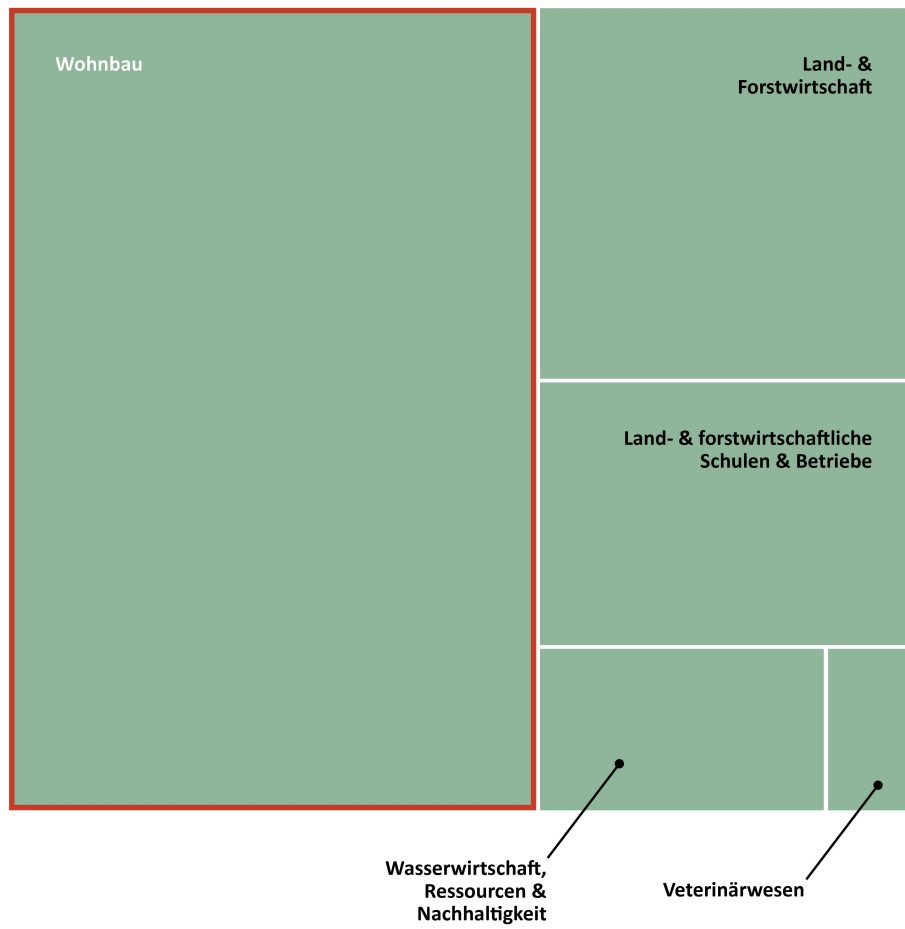 Wohnbau
Land- &
Forstwirtschaft
Land- & forstwirtschaftliche
Schulen & Betriebe
Wasserwirtschaft,
Ressourcen &
Nachhaltigkeit
Veterinärwesen